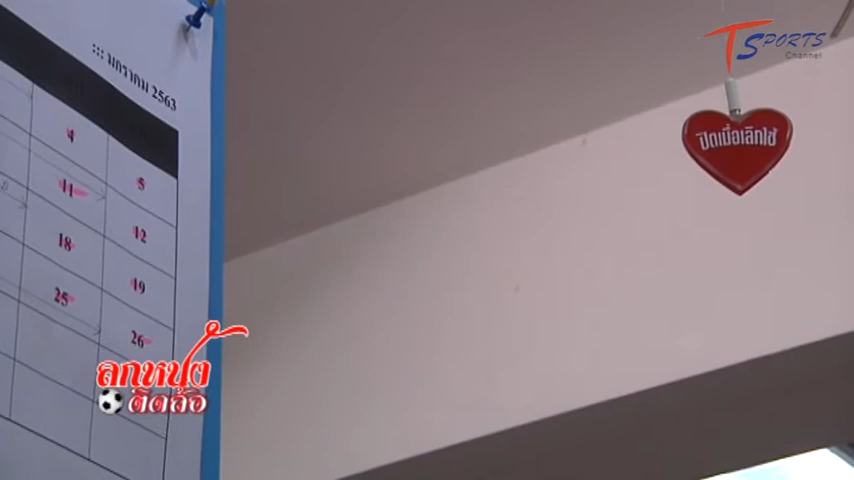 ::: มกราคม 2563
4
5
11
12
18
19
25
26
T SPORTS
Channel
ปิดเมื่อเลิกใช้
ลูกหนัง
ติดล้อ